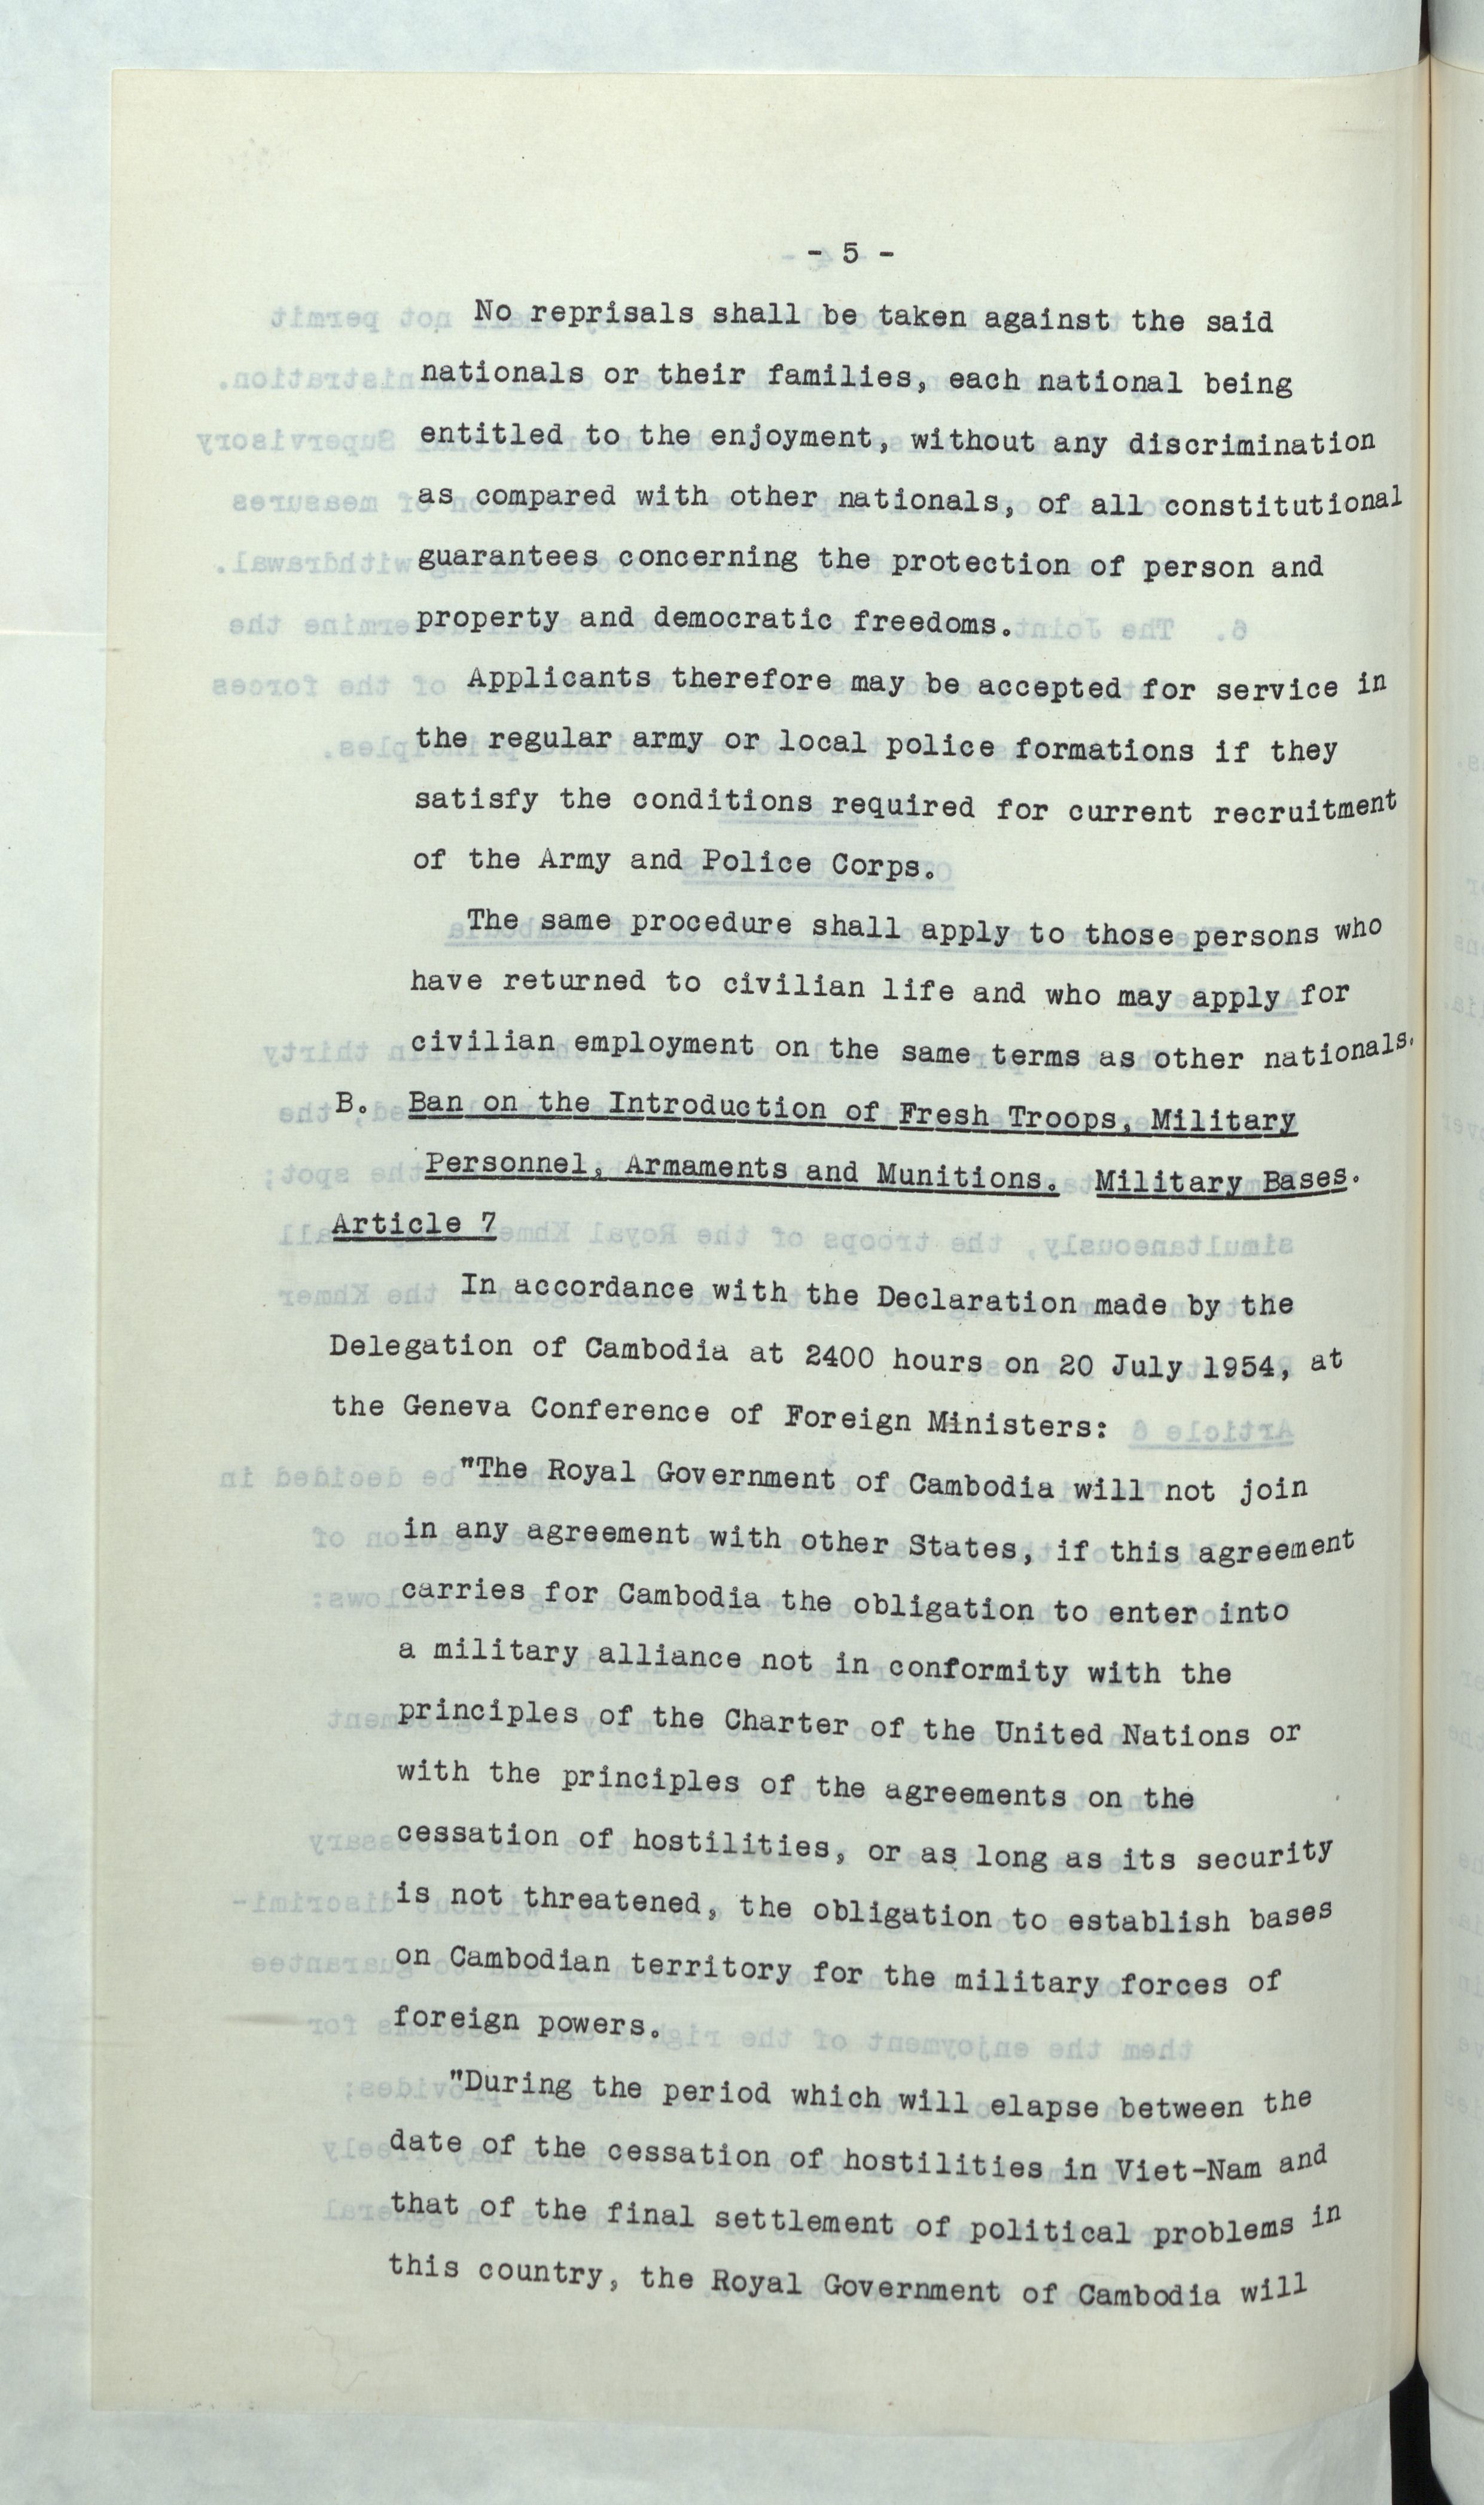 - 5 -
No reprisals shall be taken against the said
nationals or their families, each national being
entitled to the enjoyment, without any discrimination
as compared with other nationals, of all constitutional
guarantees concerning the protection of person and
property and democratic freedoms.
Applicants therefore may be accepted for service in
the regular army or local police formations if they
satisfy the conditions required for current recruitment
of the Army and Police Corps.
The same procedure shall apply to those persons who
have returned to civilian life and who may apply for
civilian employment on the same terms as other nationals.
B. Ban on the Introduction of Fresh Troops, Military
Personnel, Armaments and Munitions. Military Bases.
Article 7
In accordance with the Declaration made by the
Delegation of Cambodia at 2400 hours on 20 July 1954, at
the Geneva Conference of Foreign Ministers:
"The Royal Government of Cambodia will not join
in any agreement with other States, if this agreement
carries for Cambodia the obligation to enter into
a military alliance not in conformity with the
principles of the Charter of the United Nations or
with the principles of the agreements on the
cessation of hostilities, or as long as its security
is not threatened, the obligation to establish bases
on Cambodian territory for the military forces of
foreign powers.
"During the period which will elapse between the
date of the cessation of hostilities in Viet-Nam and
that of the final settlement of political problems in
this country, the Royal Government of Cambodia will